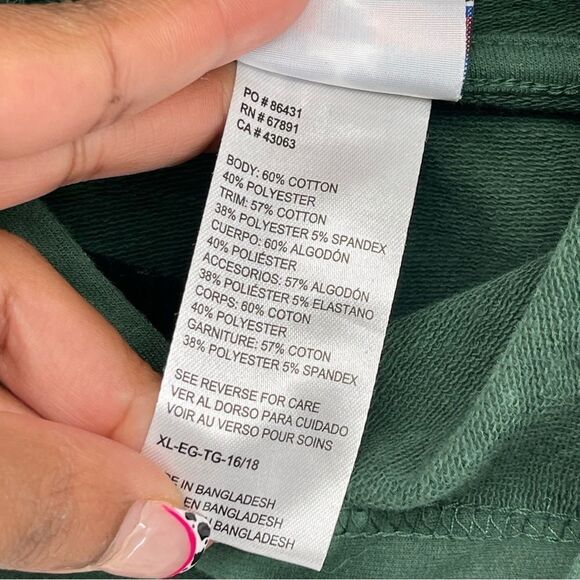 PO # 86431
RN # 67891
CA # 43063
BODY: 60% COTTON
40% POLYESTER
TRIM: 57% COTTON
38% POLYESTER 5% SPANDEX
CUERPO: 60% ALGODÓN
40% POLIÉSTER
ACCESORIOS: 57% ALGODÓN
38% POLIÉSTER 5% ELASTANO
CORPS: 60% COTON
40% POLYESTER
GARNITURE: 57% COTON
38% POLYESTER 5% SPANDEX
SEE REVERSE FOR CARE
VER AL DORSO PARA CUIDADO
VOIR AU VERSO POUR SOINS
XL-EG-TG-16/18
IN BANGLADESH
EN BANGLADESH
BANGLADESH